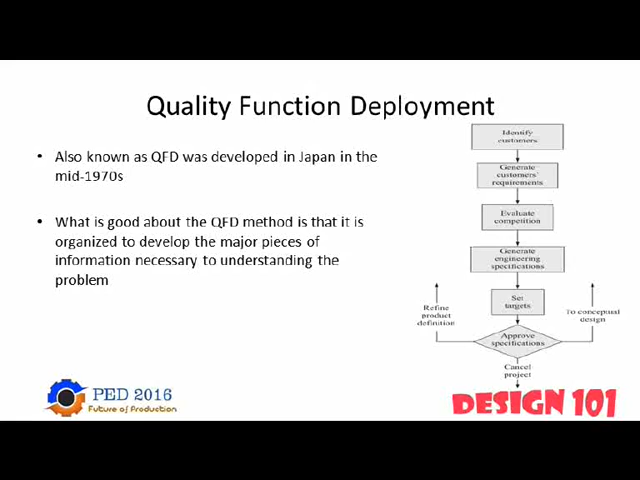 Quality Function Deployment
• Also known as QFD was developed in Japan in the
mid-1970s
• What is good about the QFD method is that it is
organized to develop the major pieces of
information necessary to understanding the
problem
Identify
customers
Generate
customers'
requirements
Evaluate
competition
Generate
engineering
specifications
Set
targets
Refine
product
definition
To conceptual
design
Approve
specifications
Cancel
project
PED 2016
Future of Production
DESIGN 101